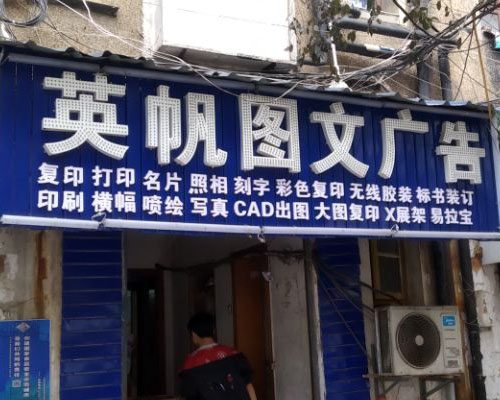 英帆图文广告
复印 打印 名片 照相 刻字 彩色复印 无线胶装 标书装订
印刷 横幅 喷绘 写真 CAD出图 大图复印 X展架 易拉宝